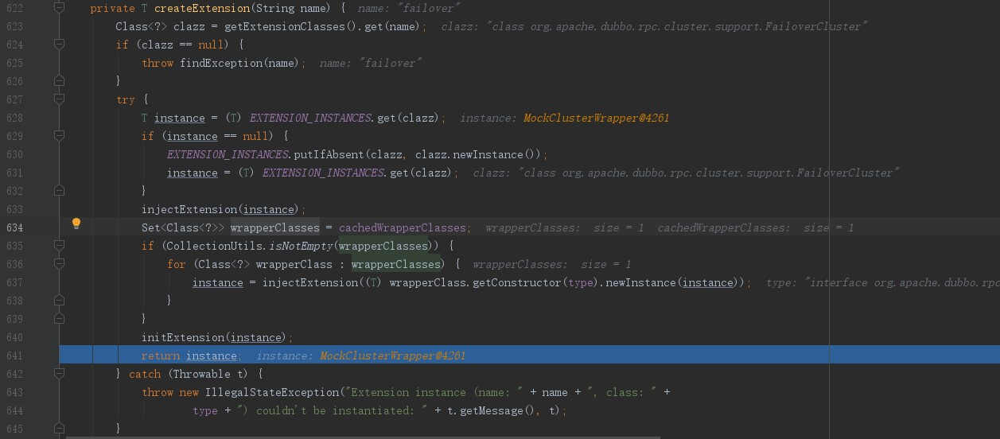 622 private T createExtension(String name) { name: "failover"
623 Class<?> clazz = getExtensionClasses().get(name); clazz: "class org.apache.dubbo.rpc.cluster.support.FailoverCluster"
624 if (clazz == null) {
625 throw findException(name); name: "failover"
626 }
627 try {
628 T instance = (T) EXTENSION_INSTANCES.get(clazz); instance: MockClusterWrapper@4261
629 if (instance == null) {
630 EXTENSION_INSTANCES.putIfAbsent(clazz, clazz.newInstance());
631 instance = (T) EXTENSION_INSTANCES.get(clazz); clazz: "class org.apache.dubbo.rpc.cluster.support.FailoverCluster"
632 }
633 injectExtension(instance);
634 Set<Class<?>> wrapperClasses = cachedWrapperClasses; wrapperClasses: size = 1 cachedWrapperClasses: size = 1
635 if (CollectionUtils.isNotEmpty(wrapperClasses)) {
636 for (Class<?> wrapperClass : wrapperClasses) { wrapperClasses: size = 1
637 instance = injectExtension((T) wrapperClass.getConstructor(type).newInstance(instance)); type: "interface org.apache.dubbo.rpc
638 }
639 }
640 initExtension(instance);
641 return instance; instance: MockClusterWrapper@4261
642 } catch (Throwable t) {
643 throw new IllegalStateException("Extension instance (name: " + name + ", class: " +
644 type + ") couldn't be instantiated: " + t.getMessage(), t);
645 }